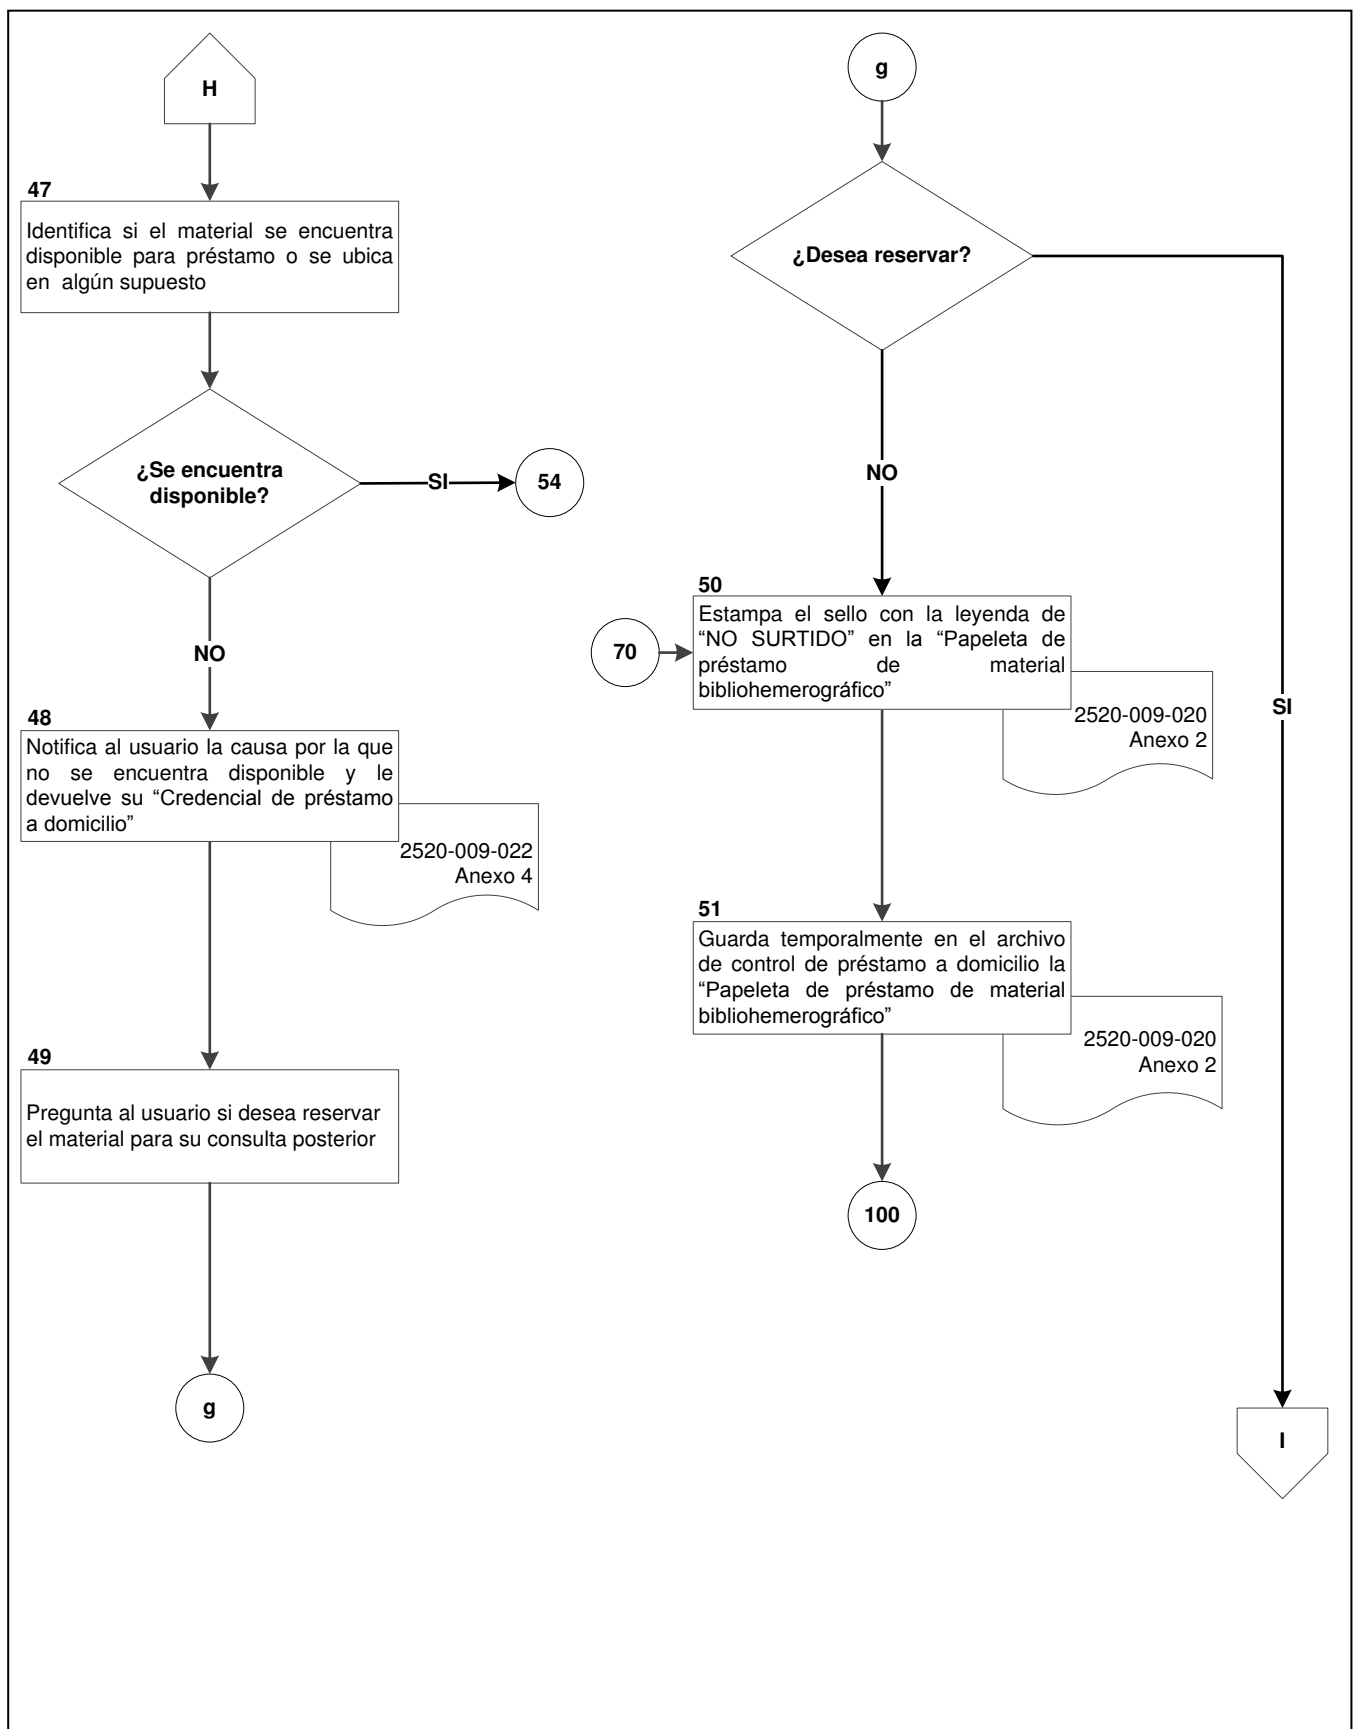 H
47
Identifica si el material se encuentra
disponible para préstamo o se ubica
en algún supuesto
¿Se encuentra
disponible?
SI
54
NO
48
Notifica al usuario la causa por la que
no se encuentra disponible y le
devuelve su “Credencial de préstamo
a domicilio”
2520-009-022
Anexo 4
49
Pregunta al usuario si desea reservar
el material para su consulta posterior
g
g
¿Desea reservar?
NO
SI
50
Estampa el sello con la leyenda de
“NO SURTIDO” en la “Papeleta de
préstamo de material
bibliohemerográfico”
70
2520-009-020
Anexo 2
51
Guarda temporalmente en el archivo
de control de préstamo a domicilio la
“Papeleta de préstamo de material
bibliohemerográfico”
2520-009-020
Anexo 2
100
I